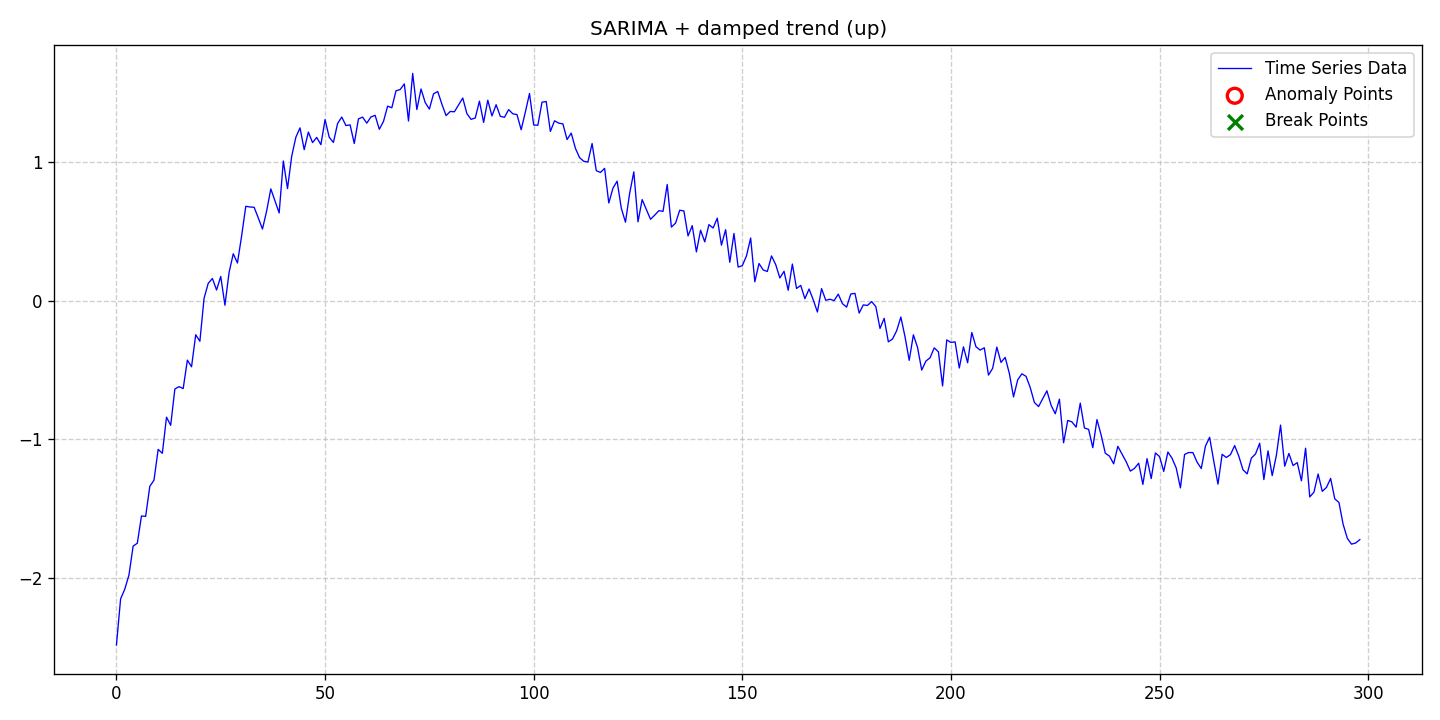 SARIMA + damped trend (up)
Time Series Data
Anomaly Points
Break Points
1
0
−1
−2
0 50 100 150 200 250 300